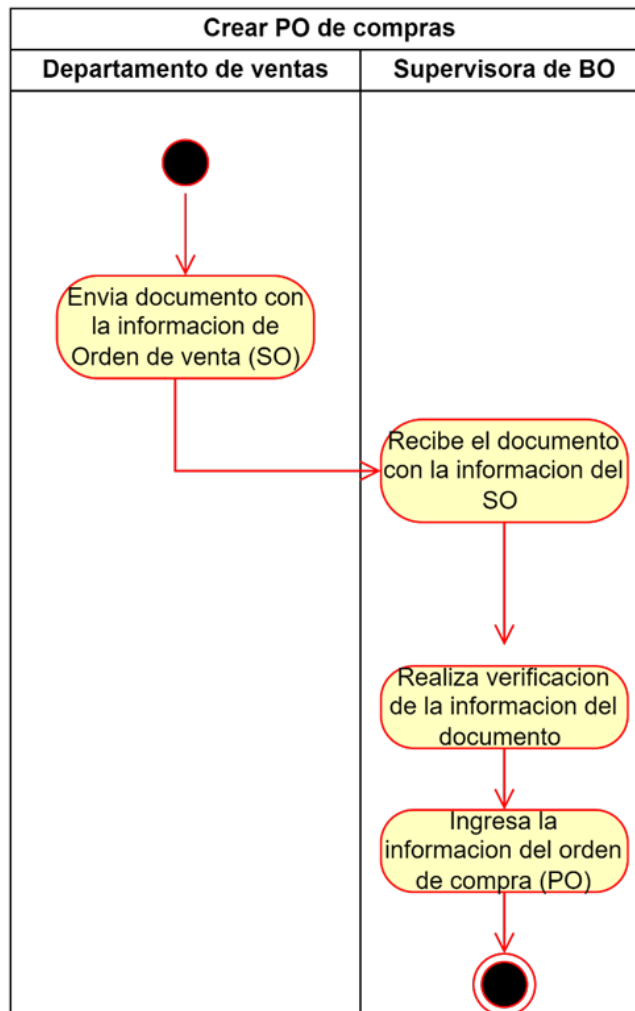 Crear PO de compras
Departamento de ventas
Supervisora de BO
Envia documento con
la informacion de
Orden de venta (SO)
Recibe el documento
con la informacion del
SO
Realiza verificacion
de la informacion del
documento
Ingresa la
informacion del orden
de compra (PO)